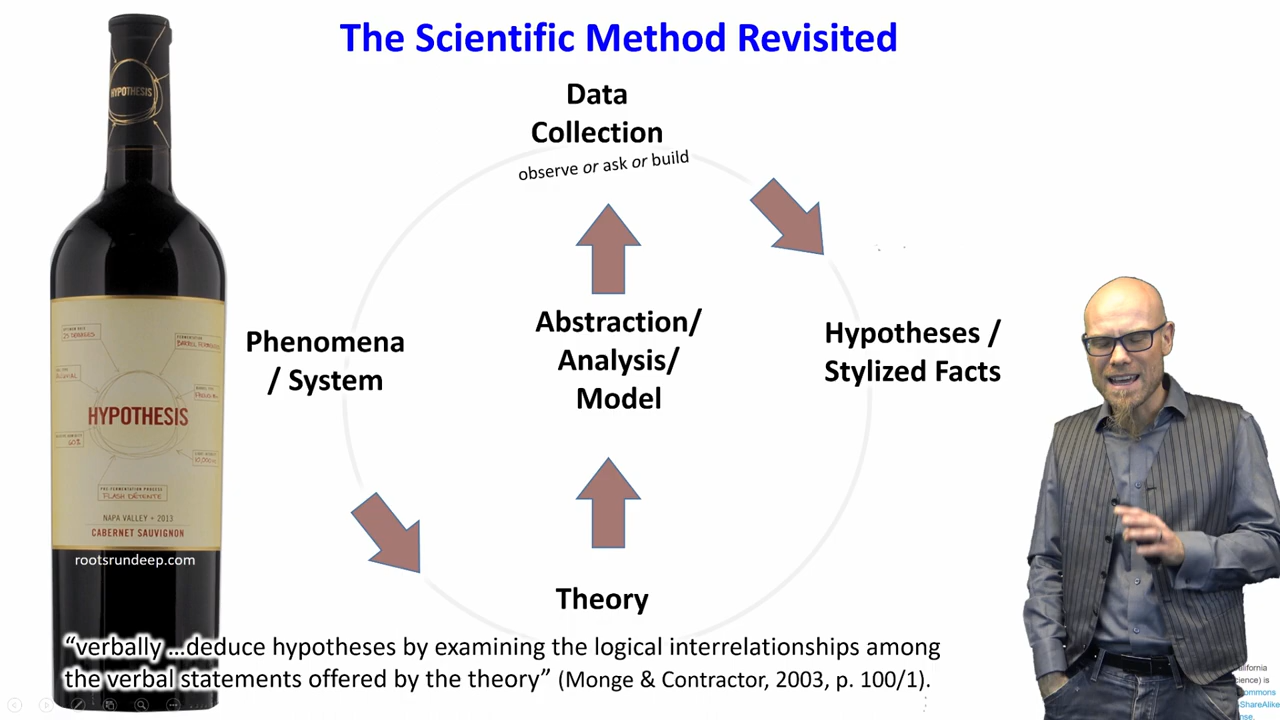 The Scientific Method Revisited
Data
Collection
observe or ask or build
Phenomena
/ System
Abstraction/
Analysis/
Model
Hypotheses /
Stylized Facts
Theory
"verbally ...deduce hypotheses by examining the logical interrelationships among
the verbal statements offered by the theory" (Monge & Contractor, 2003, p. 100/1).
HYPOTHESIS
HYPOTHESIS
FLASH DÉTENTE
NAPA VALLEY • 2013
CABERNET SAUVIGNON
rootsrundeep.com